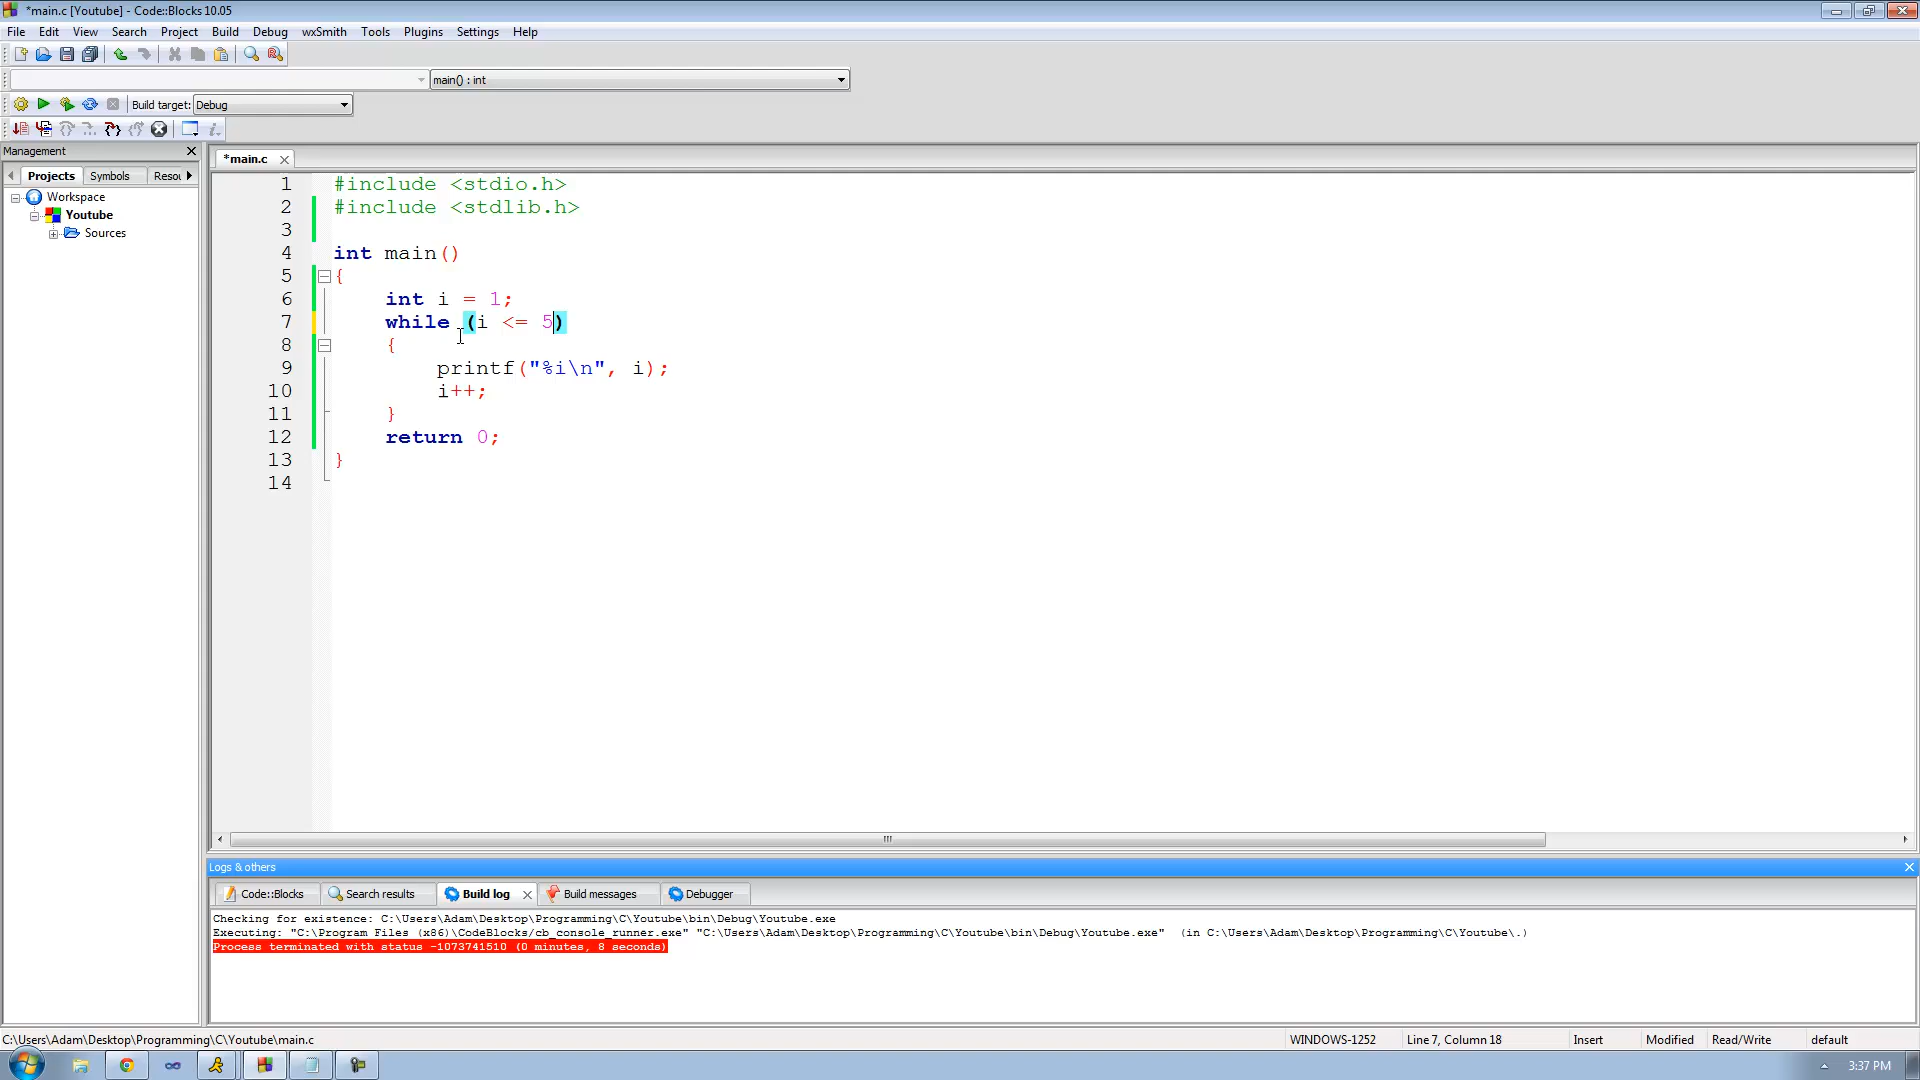 *main.c [Youtube] - Code::Blocks 10.05
File Edit View Search Project Build Debug wxSmith Tools Plugins Settings Help
main() : int
Build target: Debug
Management
*main.c
Projects Symbols Resou
Workspace
Youtube
Sources
1 #include <stdio.h>
2 #include <stdlib.h>
3
4 int main()
5 {
6 int i = 1;
7 while (i <= 5)
8 {
9 printf("%i\n", i);
10 i++;
11 }
12 return 0;
13 }
14
Logs & others
Code::Blocks Search results Build log Build messages Debugger
Checking for existence: C:\Users\Adam\Desktop\Programming\C\Youtube\bin\Debug\Youtube.exe
Executing: "C:\Program Files (x86)\CodeBlocks/cb_console_runner.exe" "C:\Users\Adam\Desktop\Programming\C\Youtube\bin\Debug\Youtube.exe"  (in C:\Users\Adam\Desktop\Programming\C\Youtube\.)
Process terminated with status -1073741510 (0 minutes, 8 seconds)
C:\Users\Adam\Desktop\Programming\C\Youtube\main.c WINDOWS-1252 Line 7, Column 18 Insert Modified Read/Write default
3:37 PM